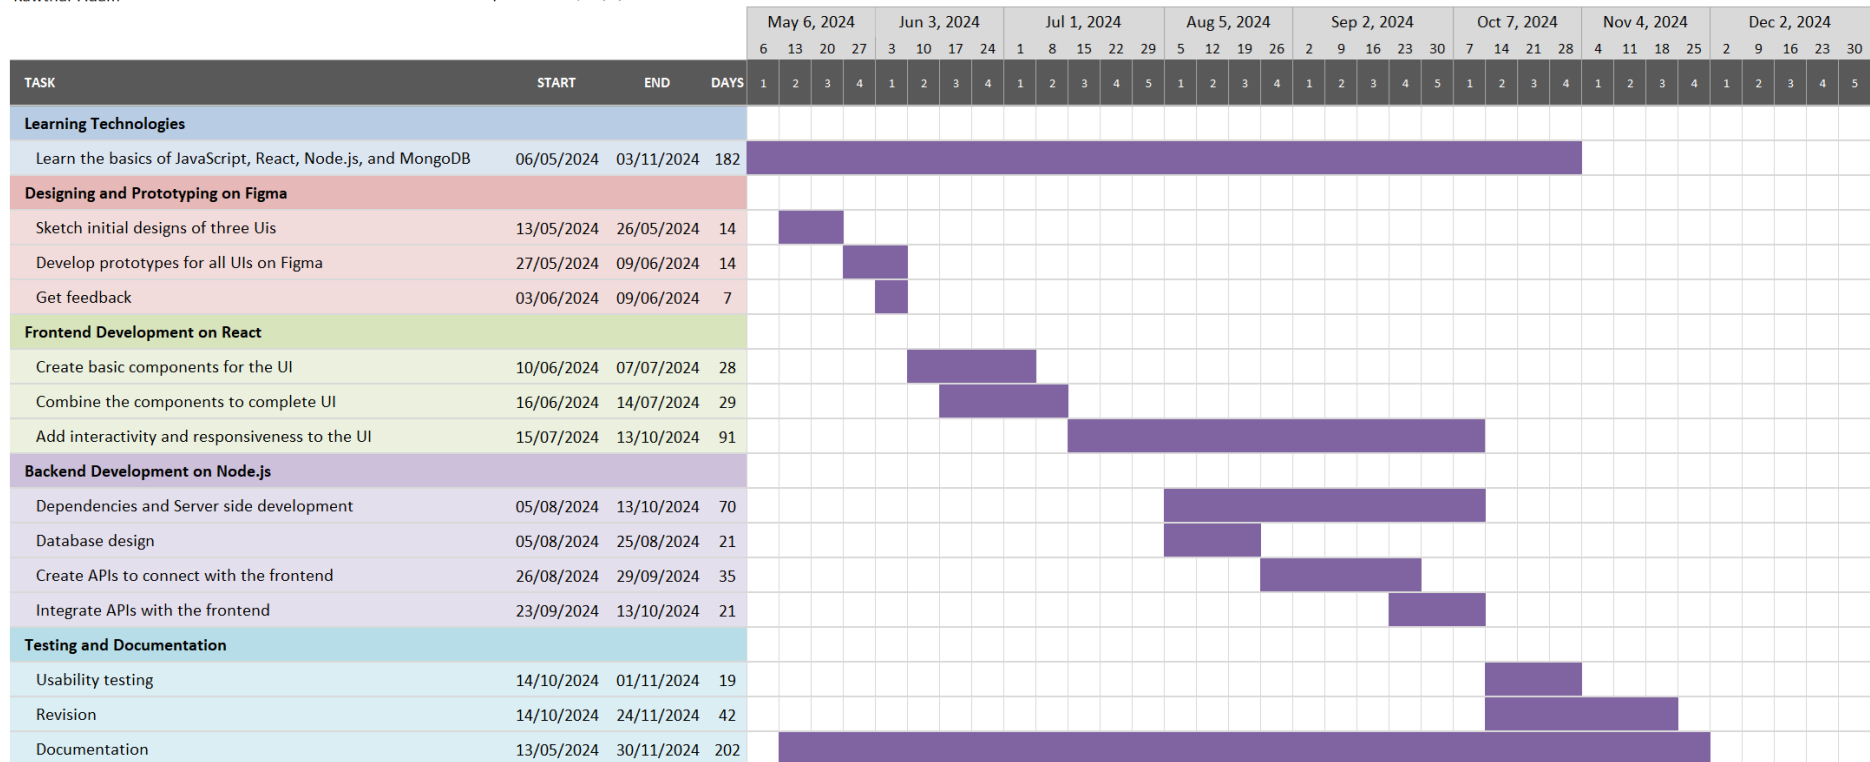 May 6, 2024 Jun 3, 2024 Jul 1, 2024 Aug 5, 2024 Sep 2, 2024 Oct 7, 2024 Nov 4, 2024 Dec 2, 2024
6 13 20 27 3 10 17 24 1 8 15 22 29 5 12 19 26 2 9 16 23 30 7 14 21 28 4 11 18 25 2 9 16 23 30
TASK START END DAYS 1 2 3 4 1 2 3 4 1 2 3 4 5 1 2 3 4 1 2 3 4 5 1 2 3 4 1 2 3 4 1 2 3 4 5
Learning Technologies
Learn the basics of JavaScript, React, Node.js, and MongoDB 06/05/2024 03/11/2024 182
Designing and Prototyping on Figma
Sketch initial designs of three Uis 13/05/2024 26/05/2024 14
Develop prototypes for all UIs on Figma 27/05/2024 09/06/2024 14
Get feedback 03/06/2024 09/06/2024 7
Frontend Development on React
Create basic components for the UI 10/06/2024 07/07/2024 28
Combine the components to complete UI 16/06/2024 14/07/2024 29
Add interactivity and responsiveness to the UI 15/07/2024 13/10/2024 91
Backend Development on Node.js
Dependencies and Server side development 05/08/2024 13/10/2024 70
Database design 05/08/2024 25/08/2024 21
Create APIs to connect with the frontend 26/08/2024 29/09/2024 35
Integrate APIs with the frontend 23/09/2024 13/10/2024 21
Testing and Documentation
Usability testing 14/10/2024 01/11/2024 19
Revision 14/10/2024 24/11/2024 42
Documentation 13/05/2024 30/11/2024 202